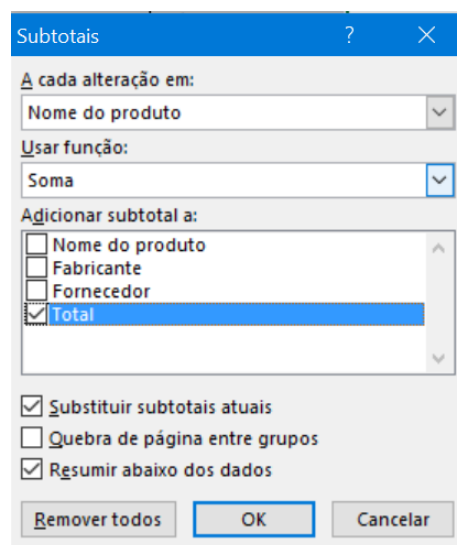 Subtotais ?
A cada alteração em:
Nome do produto
Usar função:
Soma
Adicionar subtotal a:
Nome do produto
Fabricante
Fornecedor
Total
Substituir subtotais atuais
Quebra de página entre grupos
Resumir abaixo dos dados
Remover todos OK Cancelar